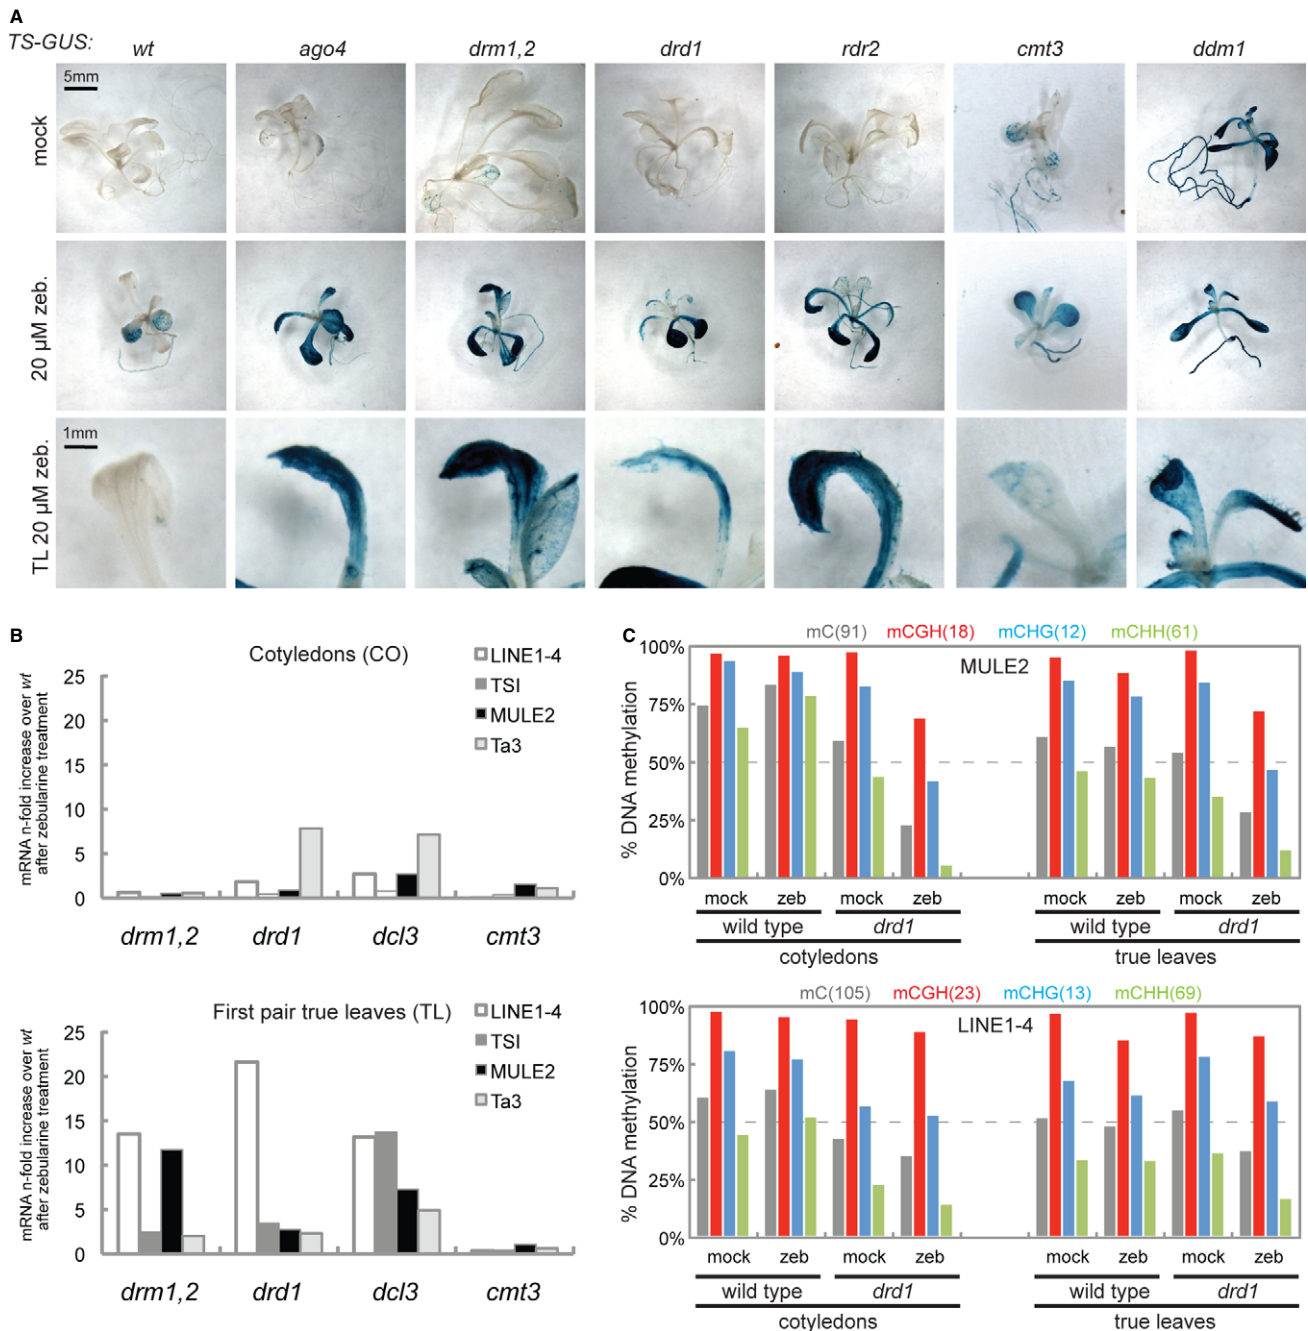 A
TS-GUS: wt ago4 drm1,2 drd1 rdr2 cmt3 ddm1
5mm
mock
20 µM zeb.
1mm
TL 20 µM zeb.
B
Cotyledons (CO)
LINE1-4
TSI
MULE2
Ta3
mRNA n-fold increase over wt
after zebularine treatment
25
20
15
10
5
0
drm1,2 drd1 dcl3 cmt3
First pair true leaves (TL)
LINE1-4
TSI
MULE2
Ta3
mRNA n-fold increase over wt
after zebularine treatment
25
20
15
10
5
0
drm1,2 drd1 dcl3 cmt3
C
mC(91) mCGH(18) mCHG(12) mCHH(61)
MULE2
% DNA methylation
100%
75%
50%
25%
0%
mock zeb mock zeb mock zeb mock zeb
wild type drd1 wild type drd1
cotyledons true leaves
mC(105) mCGH(23) mCHG(13) mCHH(69)
LINE1-4
% DNA methylation
100%
75%
50%
25%
0%
mock zeb mock zeb mock zeb mock zeb
wild type drd1 wild type drd1
cotyledons true leaves